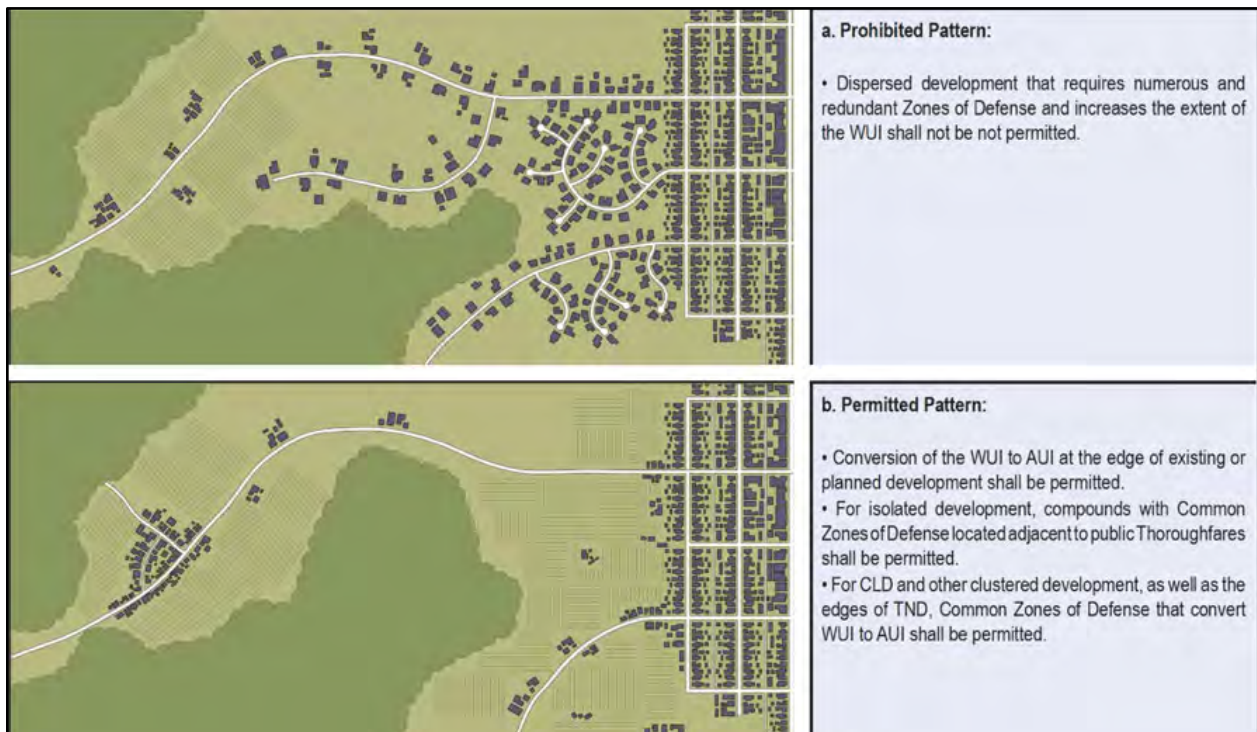 a. Prohibited Pattern:
• Dispersed development that requires numerous and
redundant Zones of Defense and increases the extent of
the WUI shall not be not permitted.
b. Permitted Pattern:
• Conversion of the WUI to AUI at the edge of existing or
planned development shall be permitted.
• For isolated development, compounds with Common
Zones of Defense located adjacent to public Thoroughfares
shall be permitted.
• For CLD and other clustered development, as well as the
edges of TND, Common Zones of Defense that convert
WUI to AUI shall be permitted.